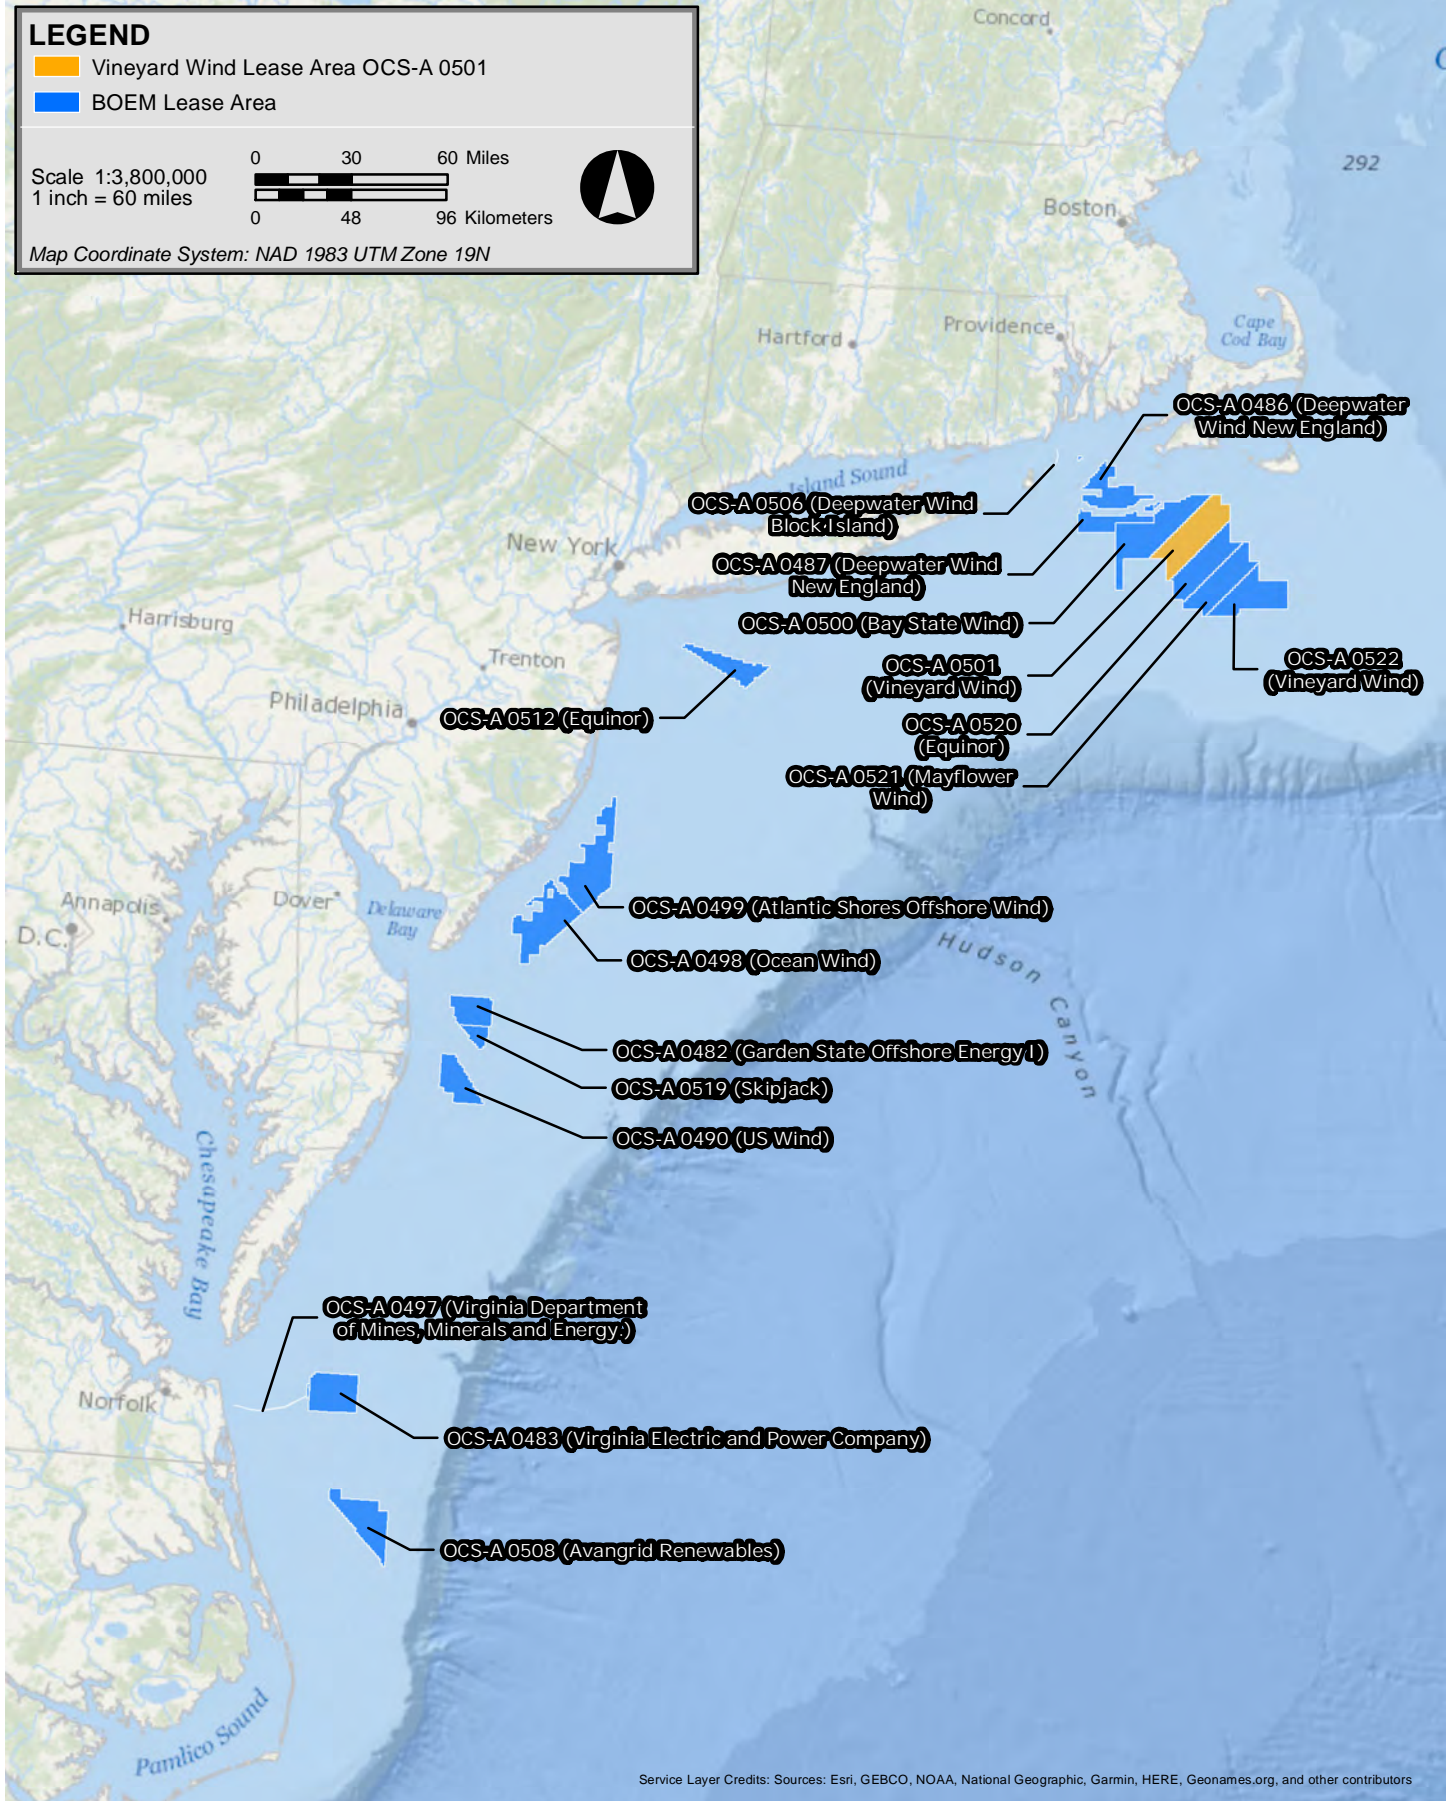 LEGEND
Vineyard Wind Lease Area OCS-A 0501
BOEM Lease Area
0 30 60 Miles
Scale 1:3,800,000
1 inch = 60 miles
0 48 96 Kilometers
Map Coordinate System: NAD 1983 UTM Zone 19N
Concord
292
Boston
Cape
Cod Bay
Providence
Hartford
OCS-A 0486 (Deepwater
Wind New England)
Island Sound
OCS-A 0506 (Deepwater Wind
Block Island)
New York
OCS-A 0487 (Deepwater Wind
New England)
Harrisburg
OCS-A 0500 (Bay State Wind)
Trenton
OCS-A 0501
(Vineyard Wind)
OCS-A 0522
(Vineyard Wind)
Philadelphia
OCS-A 0512 (Equinor)
OCS-A 0520
(Equinor)
OCS-A 0521 (Mayflower
Wind)
Annapolis
Dover
Delaware
Bay
D.C.
OCS-A 0499 (Atlantic Shores Offshore Wind)
OCS-A 0498 (Ocean Wind)
Hudson Canyon
OCS-A 0482 (Garden State Offshore Energy I)
OCS-A 0519 (Skipjack)
OCS-A 0490 (US Wind)
Chesapeake Bay
OCS-A 0497 (Virginia Department
of Mines, Minerals and Energy:)
Norfolk
OCS-A 0483 (Virginia Electric and Power Company)
OCS-A 0508 (Avangrid Renewables)
Pamlico Sound
Service Layer Credits: Sources: Esri, GEBCO, NOAA, National Geographic, Garmin, HERE, Geonames.org, and other contributors